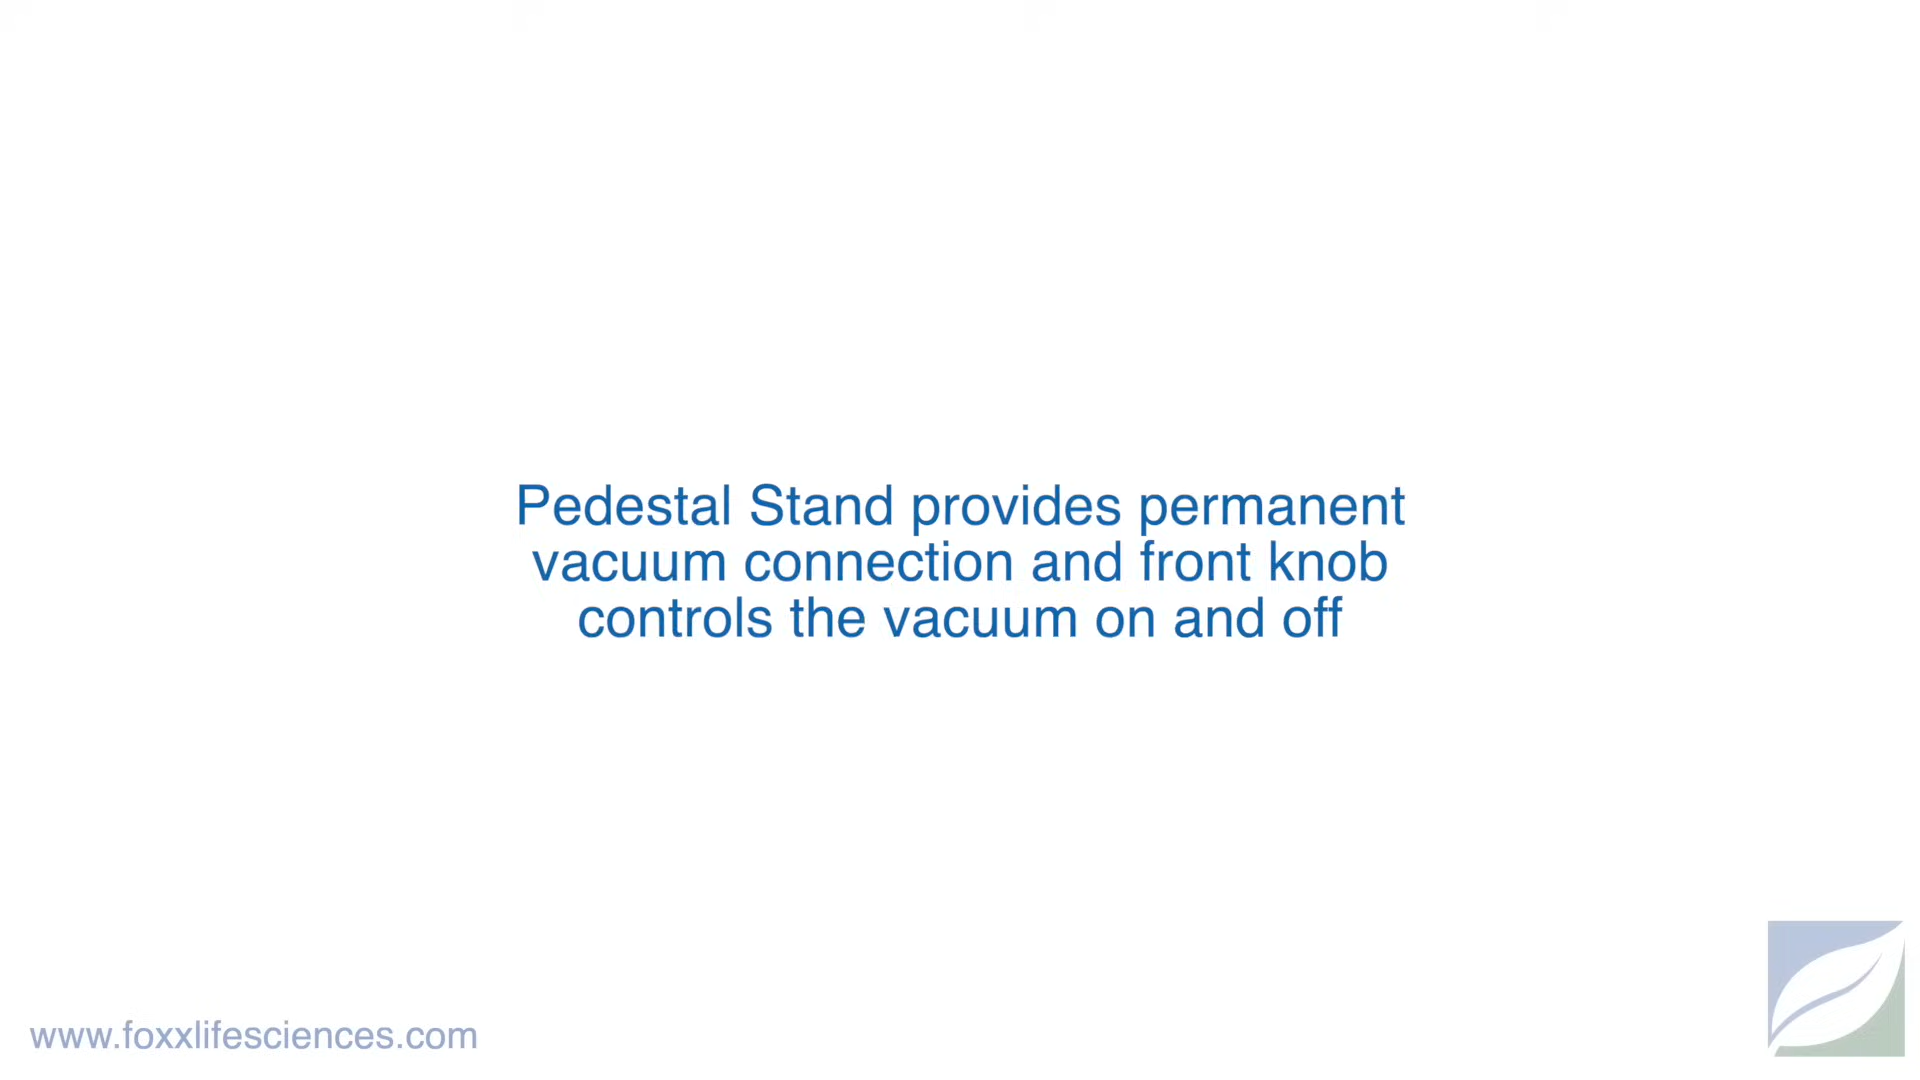 Pedestal Stand provides permanent
vacuum connection and front knob
controls the vacuum on and off
www.foxxlifesciences.com